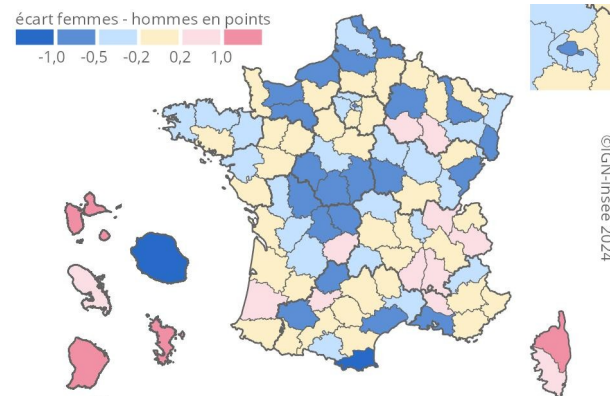 écart femmes - hommes en points
-1,0 -0,5 -0,2 0,2 1,0
©IGN-Insee 2024